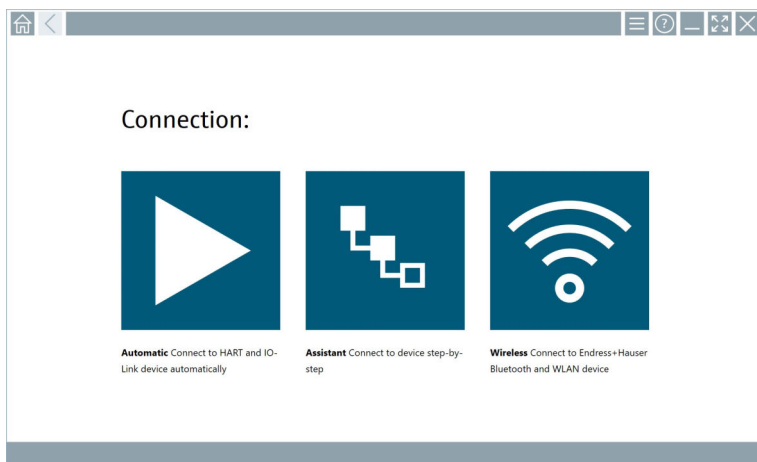 Connection:
Automatic Connect to HART and IO-
Link device automatically
Assistant Connect to device step-by-
step
Wireless Connect to Endress+Hauser
Bluetooth and WLAN device